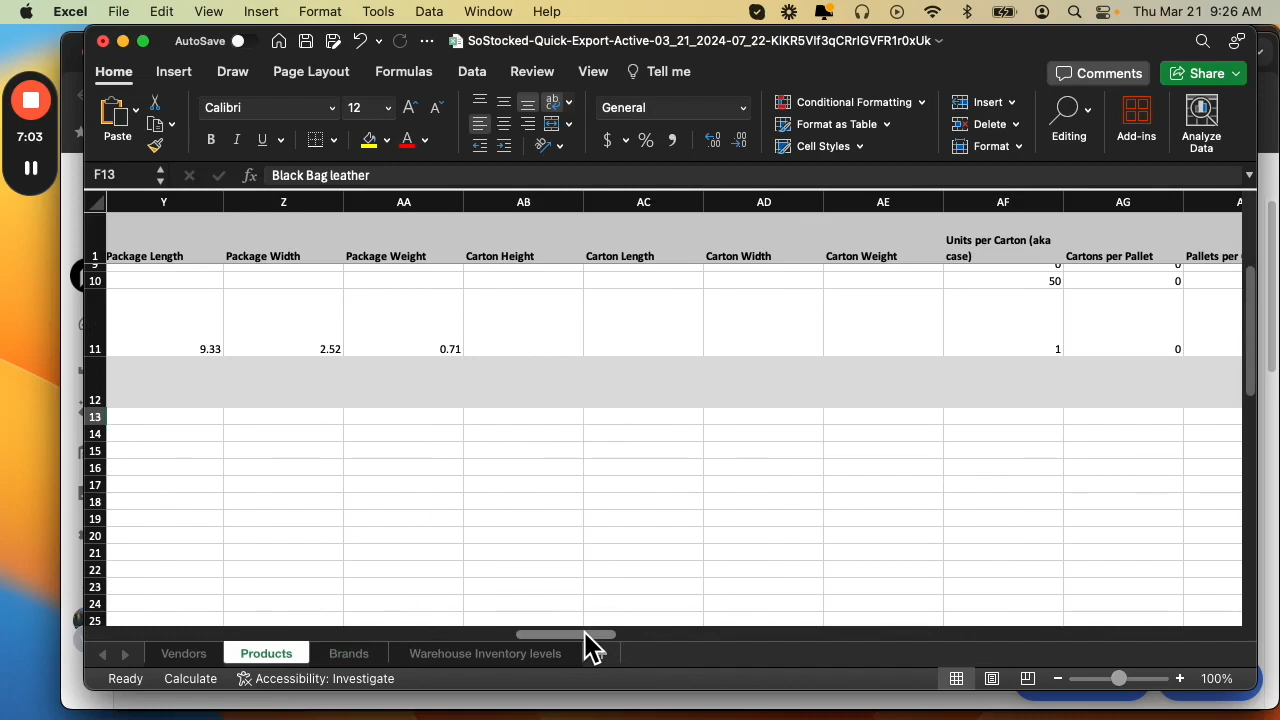 Excel File Edit View Insert Format Tools Data Window Help Thu Mar 21 9:26 AM
AutoSave SoStocked-Quick-Export-Active-03_21_2024-07_22-KlKR5Vlf3qCRrIGVFR1r0xUk
Home Insert Draw Page Layout Formulas Data Review View Tell me Comments Share
7:03
Paste Calibri 12 General Conditional Formatting Insert
Format as Table Delete Editing Add-ins Analyze Data
Cell Styles Format
F13 fx Black Bag leather
Y Z AA AB AC AD AE AF AG
1 Package Length Package Width Package Weight Carton Height Carton Length Carton Width Carton Weight Units per Carton (aka case) Cartons per Pallet Pallets per
9 0 0
10 50 0
11 9.33 2.52 0.71 1 0
12
13
14
15
16
17
18
19
20
21
22
23
24
25
Vendors Products Brands Warehouse Inventory levels
Ready Calculate Accessibility: Investigate 100%